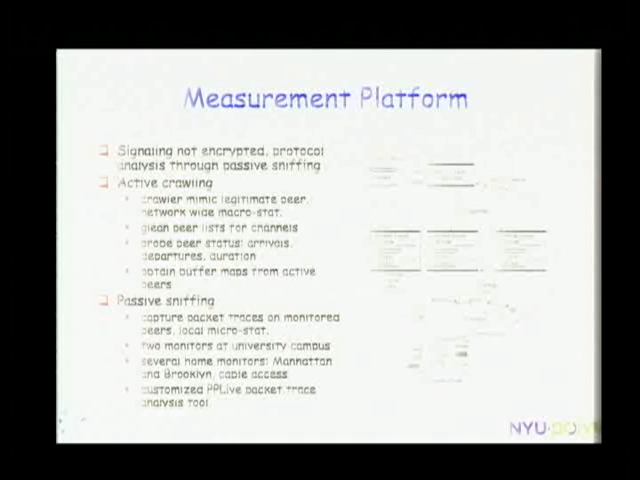 Measurement Platform
Signaling not encrypted, protocol
analysis through passive sniffing
Active crawling
crawler mimic legitimate peer,
network wide macro-stat.
glean peer lists for channels
probe peer status: arrivals,
departures, duration
obtain buffer maps from active
peers
Passive sniffing
capture packet traces on monitored
peers, local micro-stat.
two monitors at university campus
several home monitors: Manhattan
and Brooklyn, cable access
customized PPLive packet trace
analysis tool
NYU